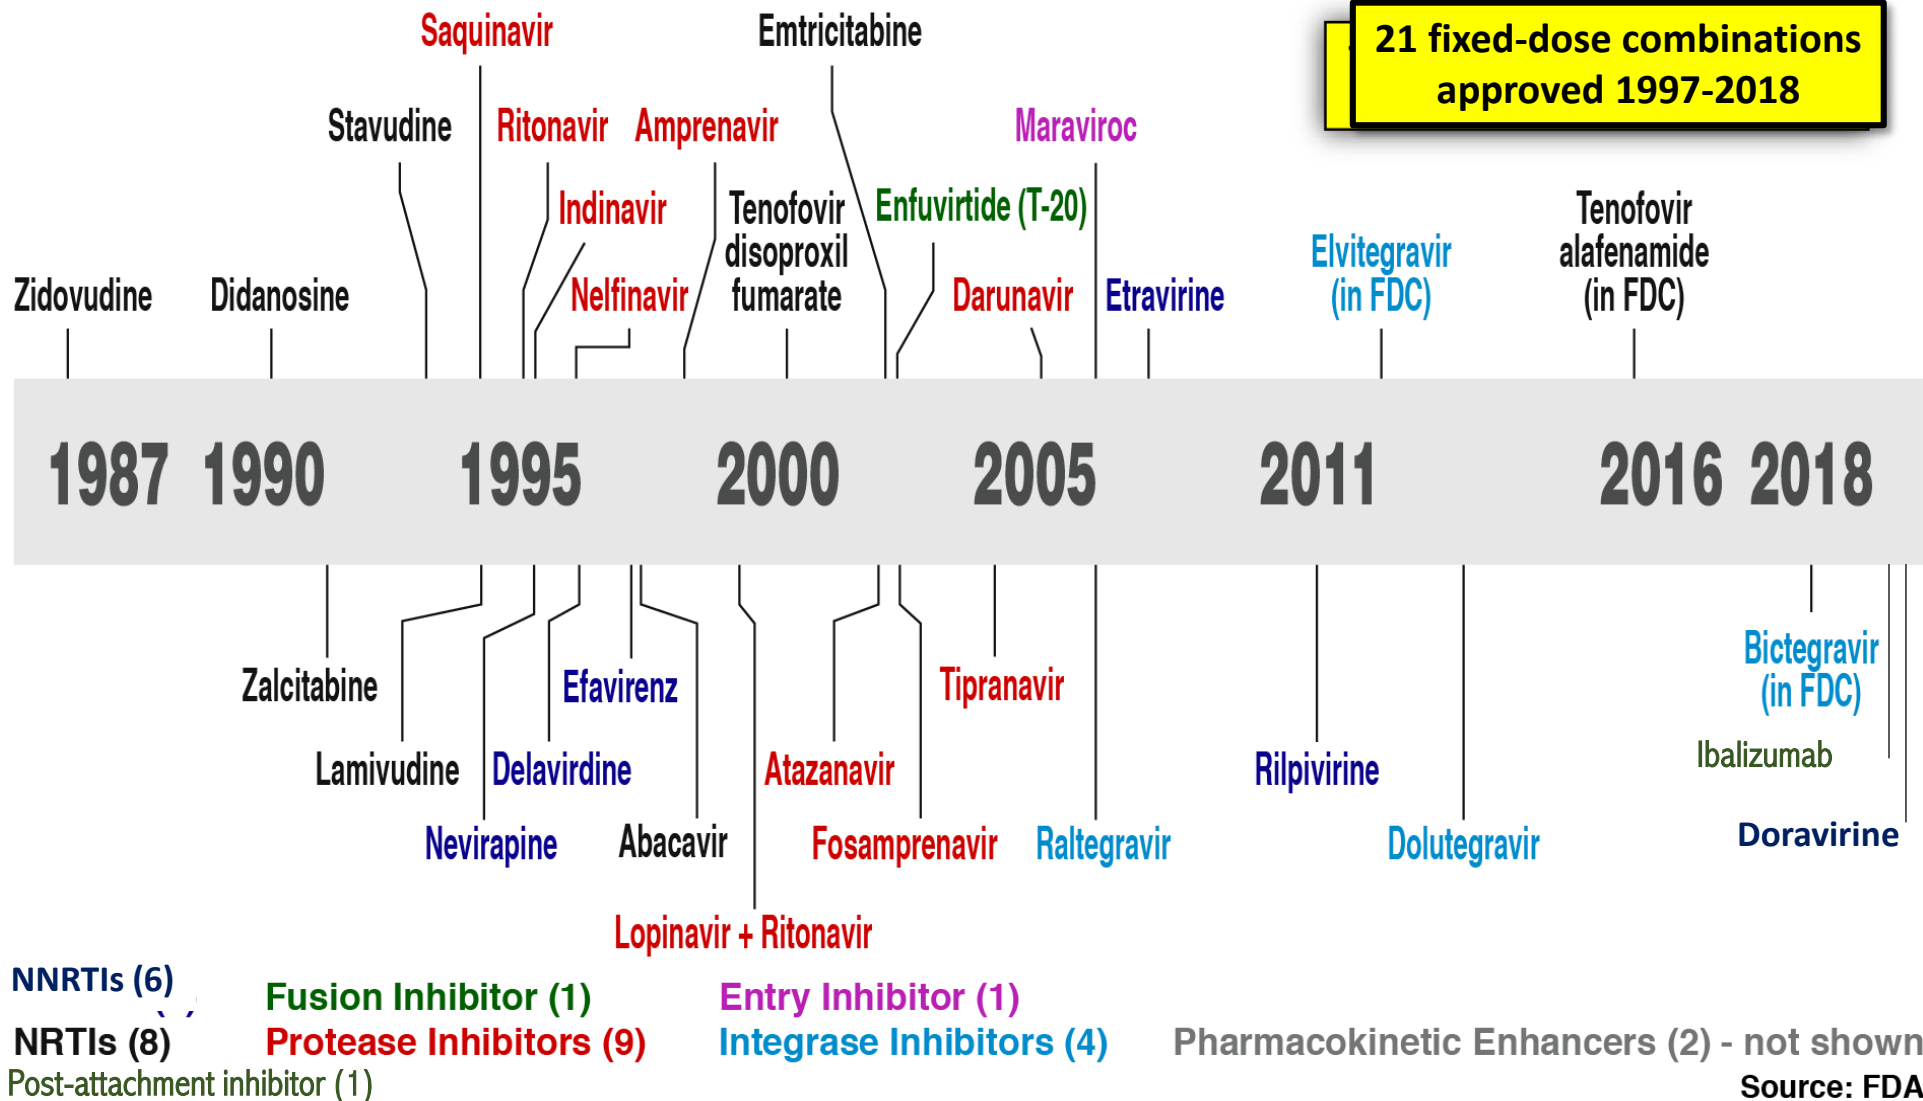 Saquinavir
Emtricitabine
21 fixed-dose combinations
approved 1997-2018
Stavudine
Ritonavir
Amprenavir
Maraviroc
Indinavir
Tenofovir
disoproxil
fumarate
Enfuvirtide (T-20)
Tenofovir
alafenamide
(in FDC)
Elvitegravir
(in FDC)
Zidovudine
Didanosine
Nelfinavir
Darunavir
Etravirine
1987
1990
1995
2000
2005
2011
2016
2018
Zalcitabine
Efavirenz
Tipranavir
Bictegravir
(in FDC)
Ibalizumab
Lamivudine
Delavirdine
Atazanavir
Rilpivirine
Nevirapine
Abacavir
Fosamprenavir
Raltegravir
Dolutegravir
Doravirine
Lopinavir + Ritonavir
NNRTIs (6)
Fusion Inhibitor (1)
Entry Inhibitor (1)
NRTIs (8)
Protease Inhibitors (9)
Integrase Inhibitors (4)
Pharmacokinetic Enhancers (2) - not shown
Post-attachment inhibitor (1)
Source: FDA